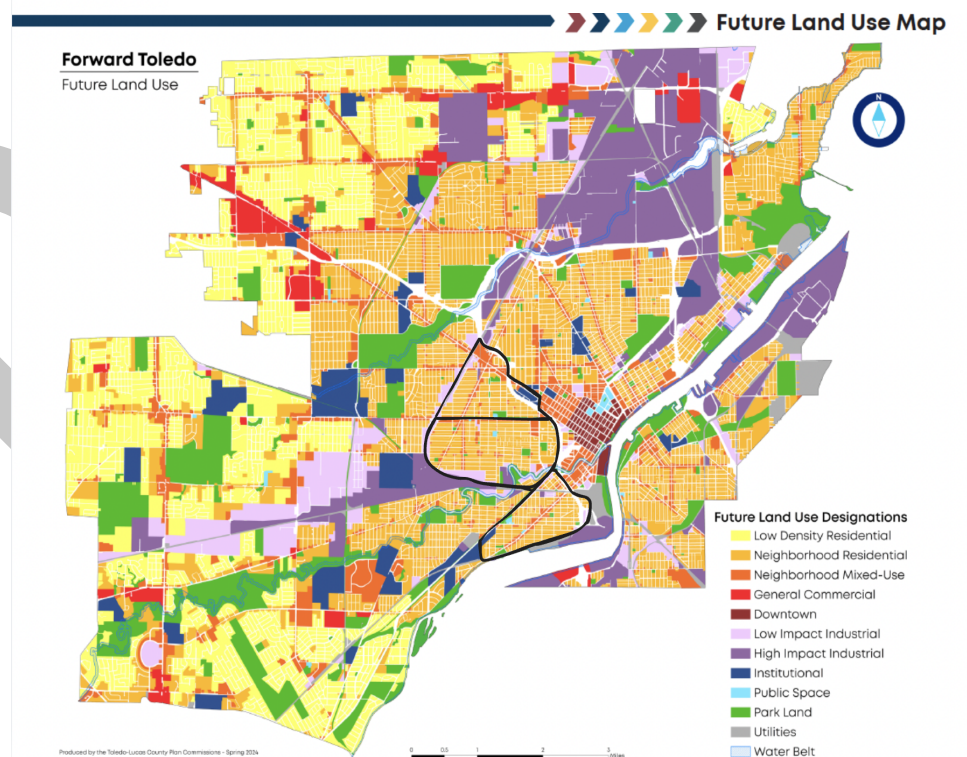 Future Land Use Map
Forward Toledo
Future Land Use
N
Future Land Use Designations
Low Density Residential
Neighborhood Residential
Neighborhood Mixed-Use
General Commercial
Downtown
Low Impact Industrial
High Impact Industrial
Institutional
Public Space
Park Land
Utilities
Water Belt
Produced by the Toledo-Lucas County Plan Commissions - Spring 2024
0 0.5 1 2 3
Miles